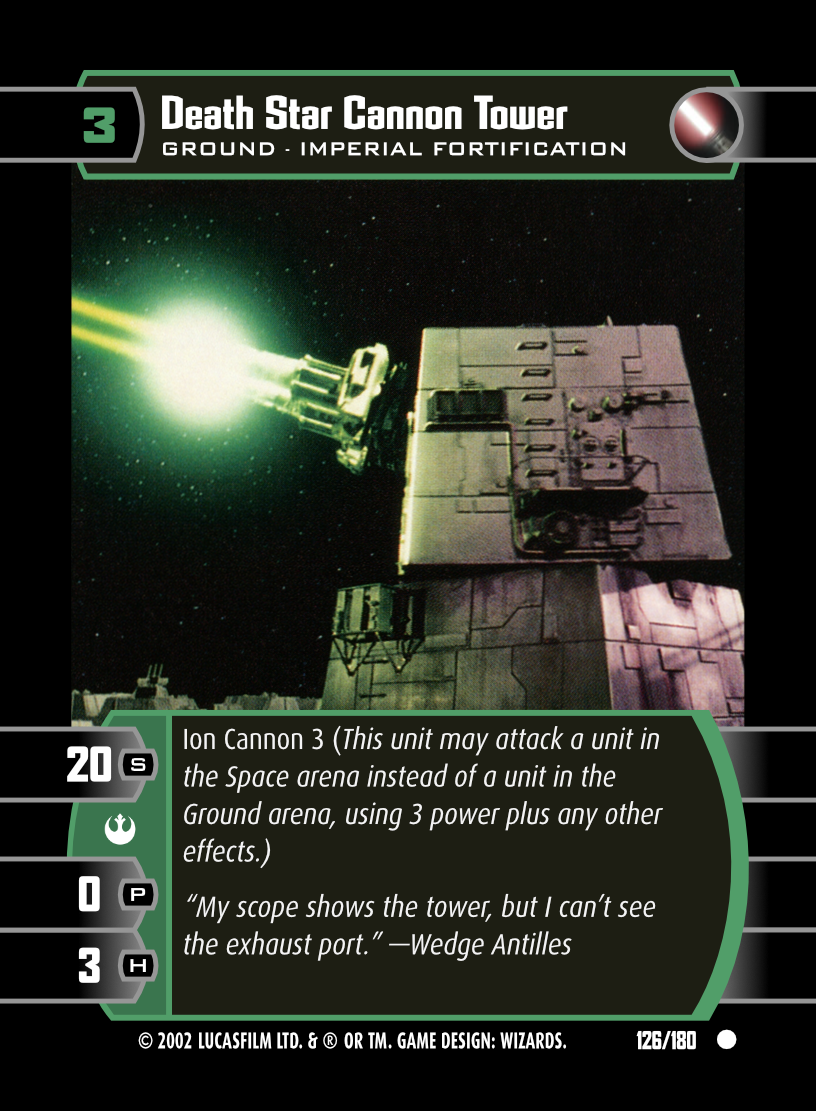 3
Death Star Cannon Tower
GROUND - IMPERIAL FORTIFICATION
20 S
0 P
3 H
Ion Cannon 3 (This unit may attack a unit in
the Space arena instead of a unit in the
Ground arena, using 3 power plus any other
effects.)
“My scope shows the tower, but I can’t see
the exhaust port.” —Wedge Antilles
© 2002 LUCASFILM LTD. & ® OR TM. GAME DESIGN: WIZARDS.
126/180